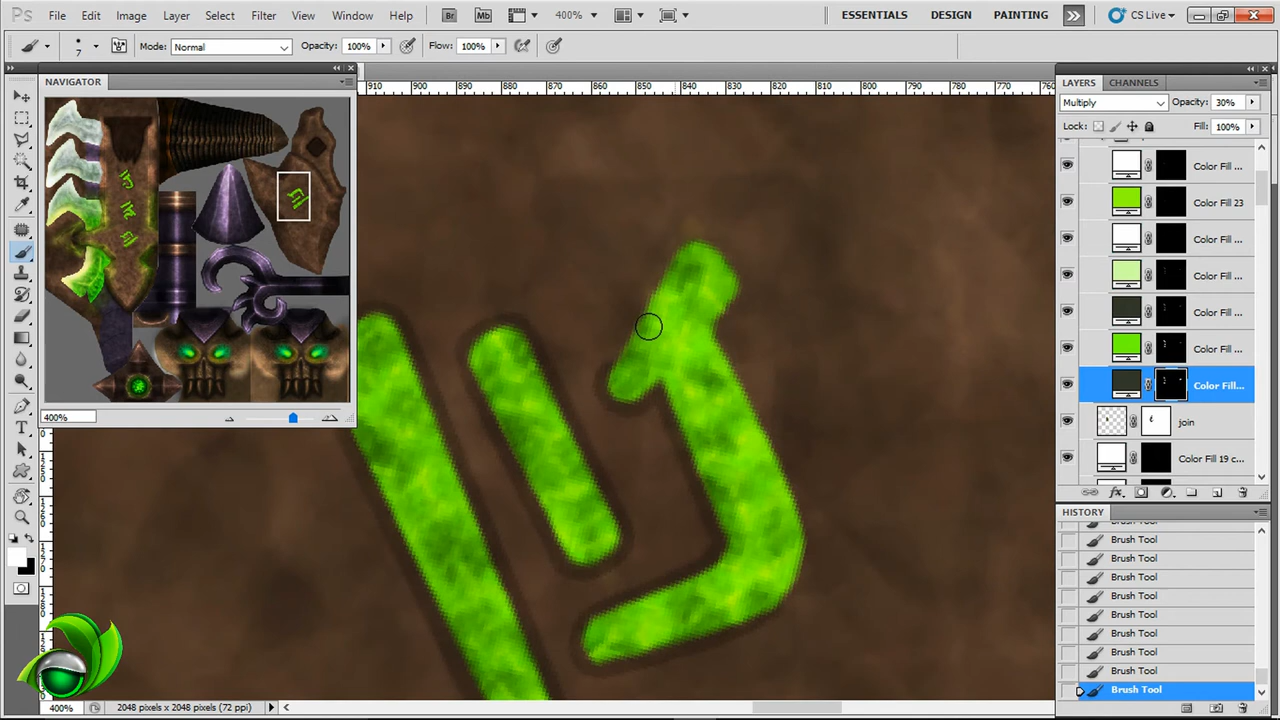 Ps File Edit Image Layer Select Filter View Window Help Br Mb 400% ESSENTIALS DESIGN PAINTING CS Live
7 Mode: Normal Opacity: 100% Flow: 100%
NAVIGATOR
400%
910 900 890 880 870 860 850 840 830 820 810 800 790 780 770 760
LAYERS CHANNELS
Multiply Opacity: 30%
Lock: Fill: 100%
Color Fill ...
Color Fill 23
Color Fill ...
Color Fill ...
Color Fill ...
Color Fill ...
Color Fill...
join
Color Fill 19 c...
fx
HISTORY
Brush Tool
Brush Tool
Brush Tool
Brush Tool
Brush Tool
Brush Tool
Brush Tool
Brush Tool
Brush Tool
400% 2048 pixels x 2048 pixels (72 ppi)